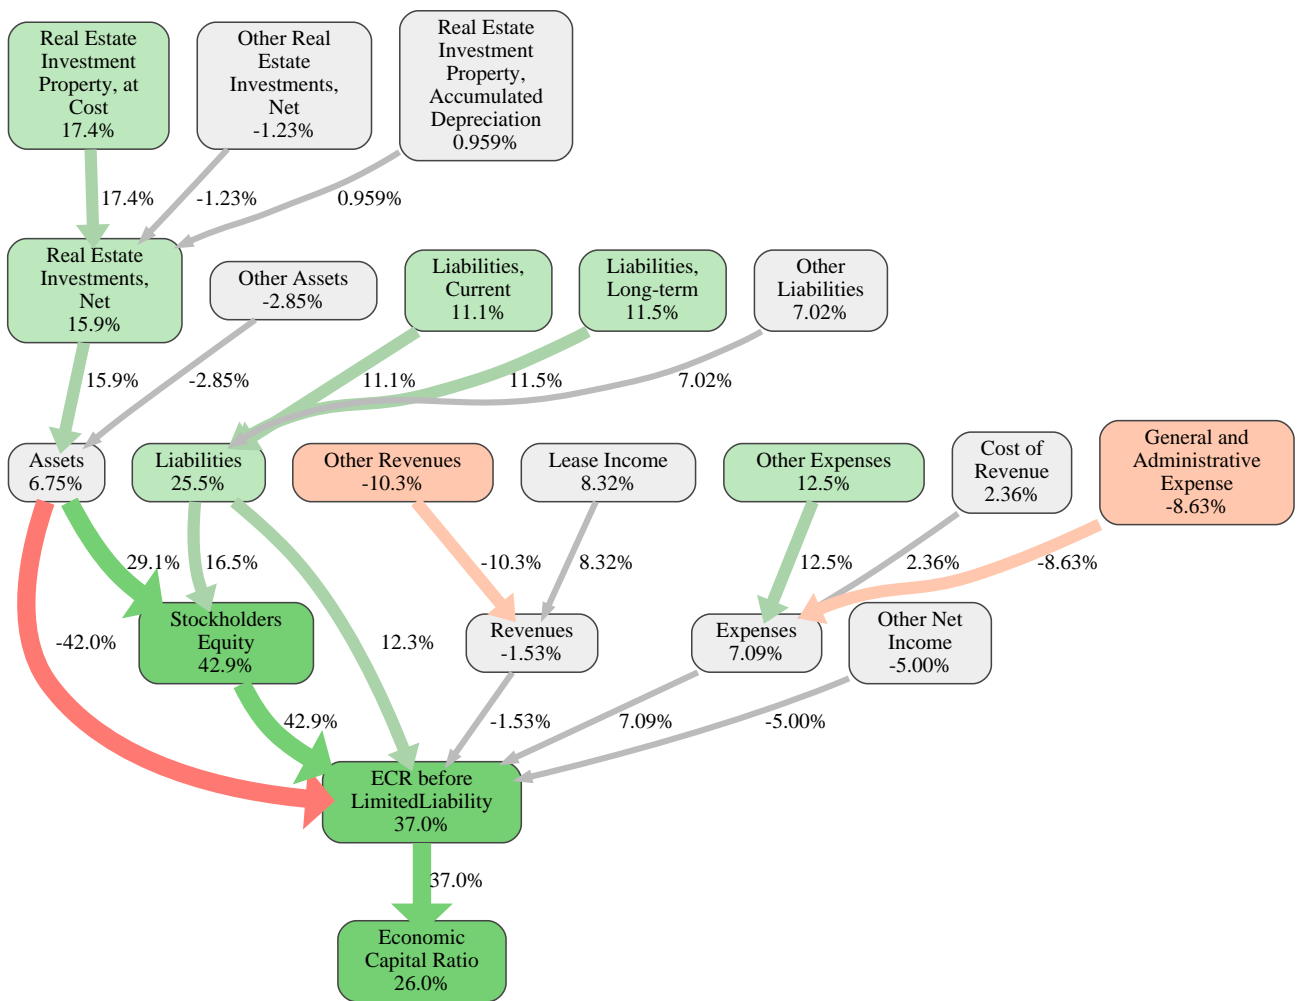 Real Estate
Investment
Property, at
Cost
17.4%
Other Real
Estate
Investments,
Net
-1.23%
Real Estate
Investment
Property,
Accumulated
Depreciation
0.959%
17.4%
-1.23%
0.959%
Real Estate
Investments,
Net
15.9%
Other Assets
-2.85%
Liabilities,
Current
11.1%
Liabilities,
Long-term
11.5%
Other
Liabilities
7.02%
15.9%
-2.85%
11.1%
11.5%
7.02%
Assets
6.75%
Liabilities
25.5%
Other Revenues
-10.3%
Lease Income
8.32%
Other Expenses
12.5%
Cost of
Revenue
2.36%
General and
Administrative
Expense
-8.63%
29.1%
16.5%
-10.3%
8.32%
12.5%
2.36%
-8.63%
Stockholders
Equity
42.9%
-42.0%
12.3%
Revenues
-1.53%
Expenses
7.09%
Other Net
Income
-5.00%
42.9%
-1.53%
7.09%
-5.00%
ECR before
LimitedLiability
37.0%
37.0%
Economic
Capital Ratio
26.0%